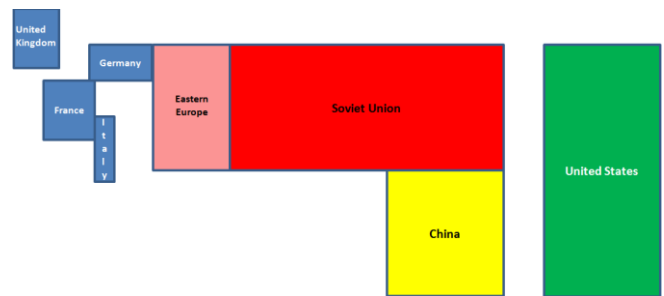 United
Kingdom
Germany
France
I
t
a
l
y
Eastern
Europe
Soviet Union
China
United States